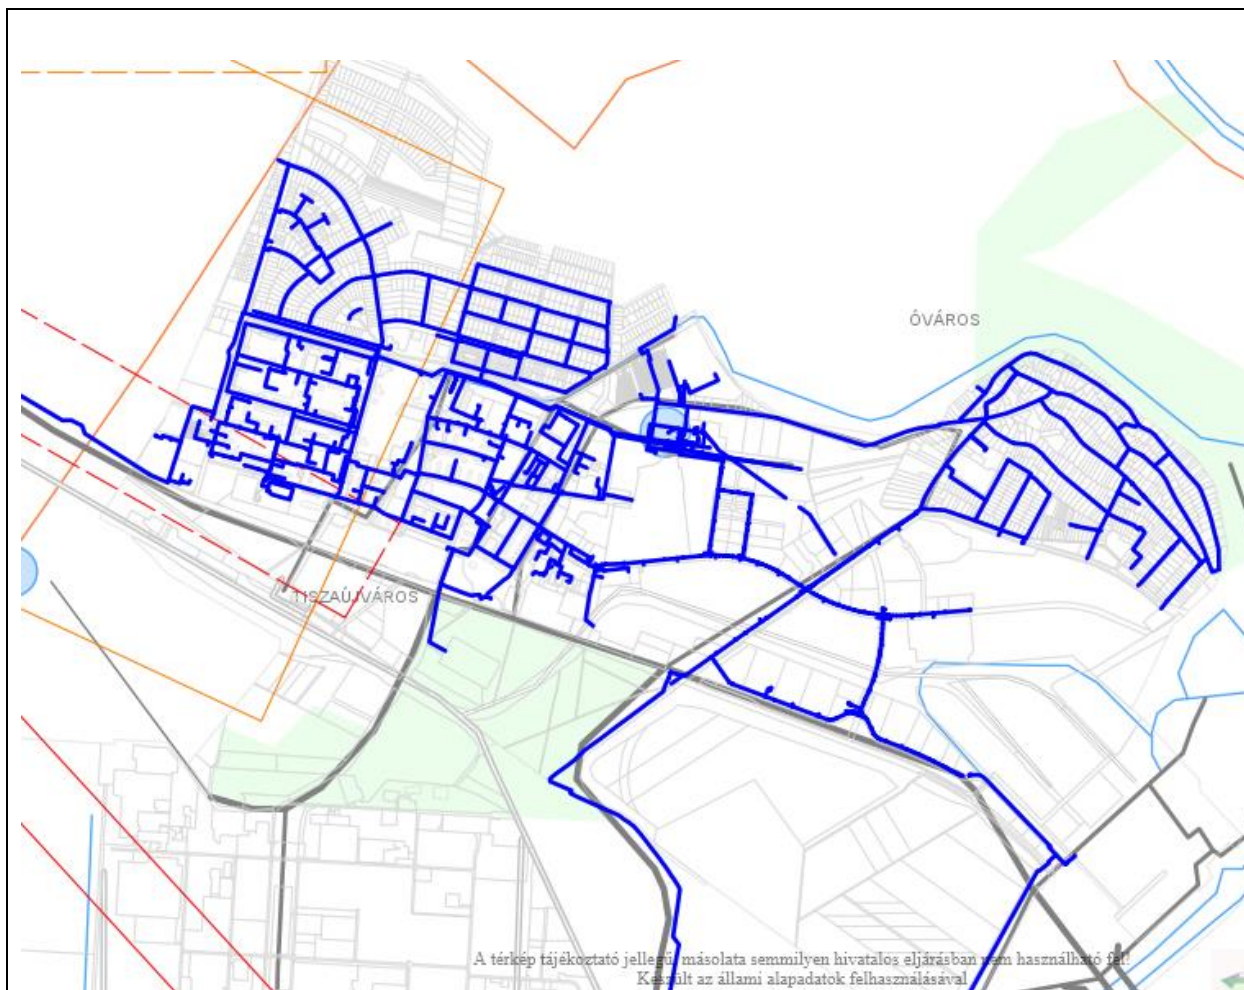 ÓVÁROS
TISZAÚJVÁROS
A térkép tájékoztató jellegű, másolata semmilyen hivatalos eljárásban nem használható fel!
Készült az állami alapadatok felhasználásával